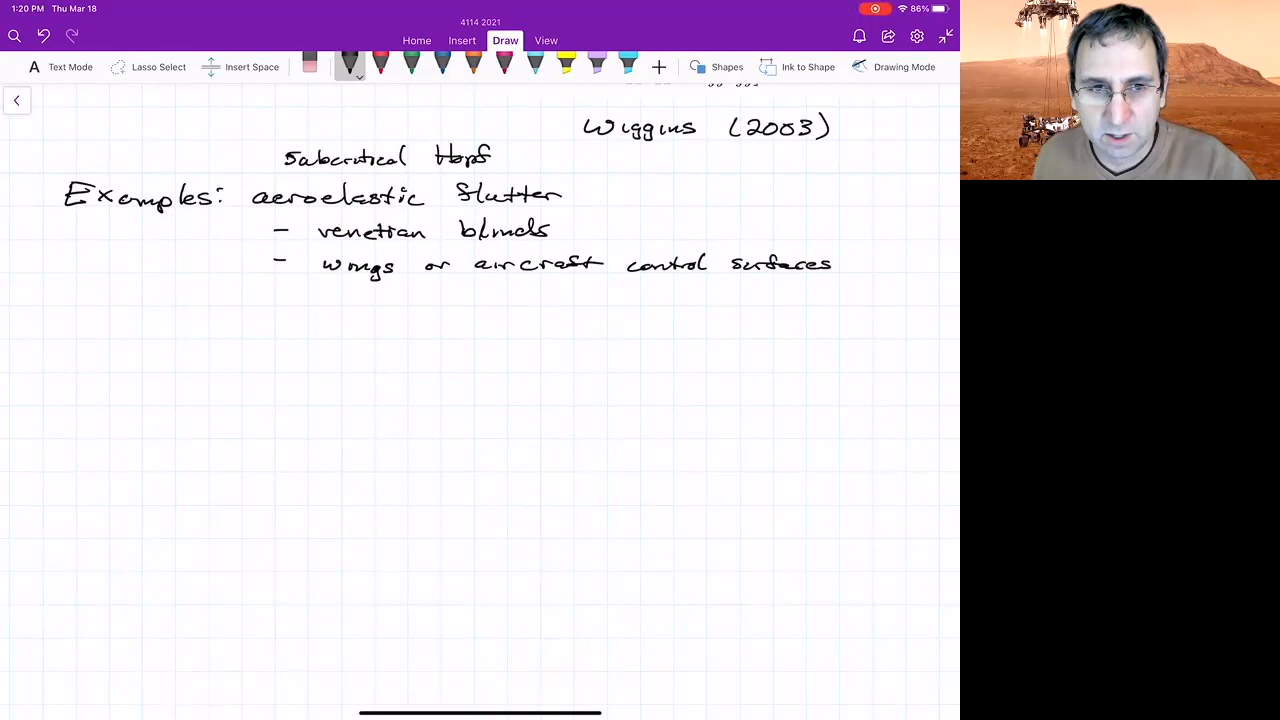 1:20 PM Thu Mar 18
86%
4114 2021
Home Insert Draw View
A Text Mode Lasso Select Insert Space Shapes Ink to Shape Drawing Mode
Wiggins (2003)
Subcritical Hopf
Examples: aeroelastic flutter
- venetian blinds
- wings or aircraft control surfaces